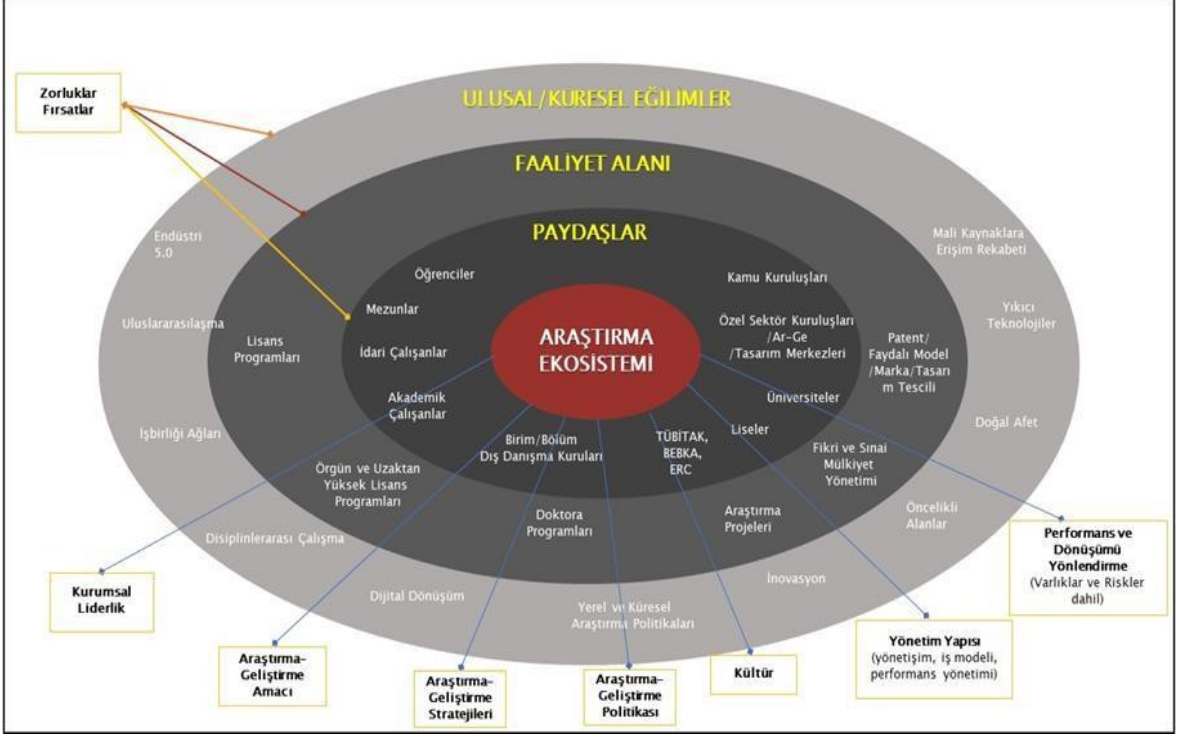 Zorluklar
Fırsatlar
ULUSAL/KÜRESEL EĞİLİMLER
FAALİYET ALANI
PAYDAŞLAR
ARAŞTIRMA
EKOSİSTEMİ
Öğrenciler
Mezunlar
İdari Çalışanlar
Akademik
Çalışanlar
Birim/Bölüm
Dış Danışma Kuruları
TÜBİTAK,
BEBKA,
ERC
Liseler
Üniversiteler
Özel Sektör Kuruluşları
/Ar-Ge
/Tasarım Merkezleri
Kamu Kuruluşları
Lisans
Programları
Örgün ve Uzaktan
Yüksek Lisans
Programları
Doktora
Programları
Araştırma
Projeleri
Fikri ve Sınai
Mülkiyet
Yönetimi
Patent/
Faydalı Model
/Marka/Tasarı
m Tescili
Endüstri
5.0
Uluslararasılaşma
İşbirliği Ağları
Disiplinlerarası Çalışma
Dijital Dönüşüm
Yerel ve Küresel
Araştırma Politikaları
İnovasyon
Öncelikli
Alanlar
Doğal Afet
Yıkıcı
Teknolojiler
Mali Kaynaklara
Erişim Rekabeti
Kurumsal
Liderlik
Araştırma-
Geliştirme
Amacı
Araştırma-
Geliştirme
Stratejileri
Araştırma-
Geliştirme
Politikası
Kültür
Yönetim Yapısı
(yönetişim, iş modeli,
performans yönetimi)
Performans ve
Dönüşümü
Yönlendirme
(Varlıklar ve Riskler
dahil)